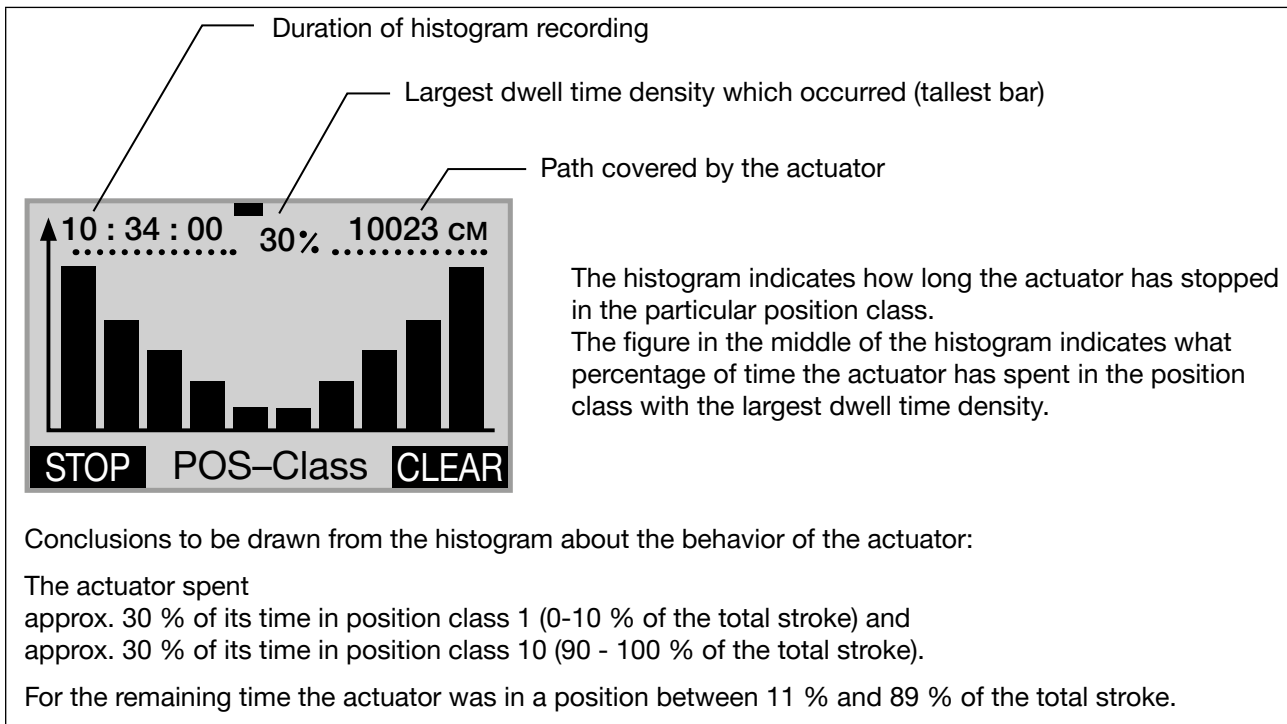 Duration of histogram recording
Largest dwell time density which occurred (tallest bar)
Path covered by the actuator
10 : 34 : 00 30% 10023 CM
The histogram indicates how long the actuator has stopped
in the particular position class.
The figure in the middle of the histogram indicates what
percentage of time the actuator has spent in the position
class with the largest dwell time density.
STOP POS–Class CLEAR
Conclusions to be drawn from the histogram about the behavior of the actuator:
The actuator spent
approx. 30 % of its time in position class 1 (0-10 % of the total stroke) and
approx. 30 % of its time in position class 10 (90 - 100 % of the total stroke).
For the remaining time the actuator was in a position between 11 % and 89 % of the total stroke.